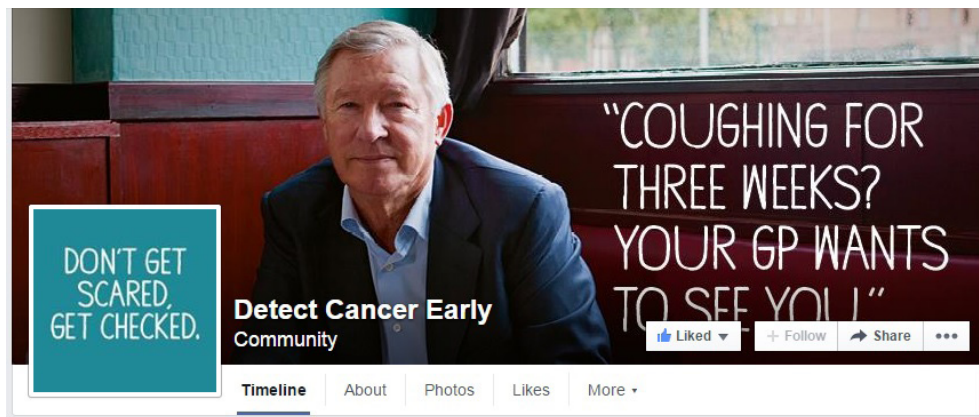 “COUGHING FOR
THREE WEEKS?
YOUR GP WANTS
TO SEE YOU.”
DON'T GET
SCARED,
GET CHECKED.
Detect Cancer Early
Community
Liked
+ Follow
Share
Timeline
About
Photos
Likes
More